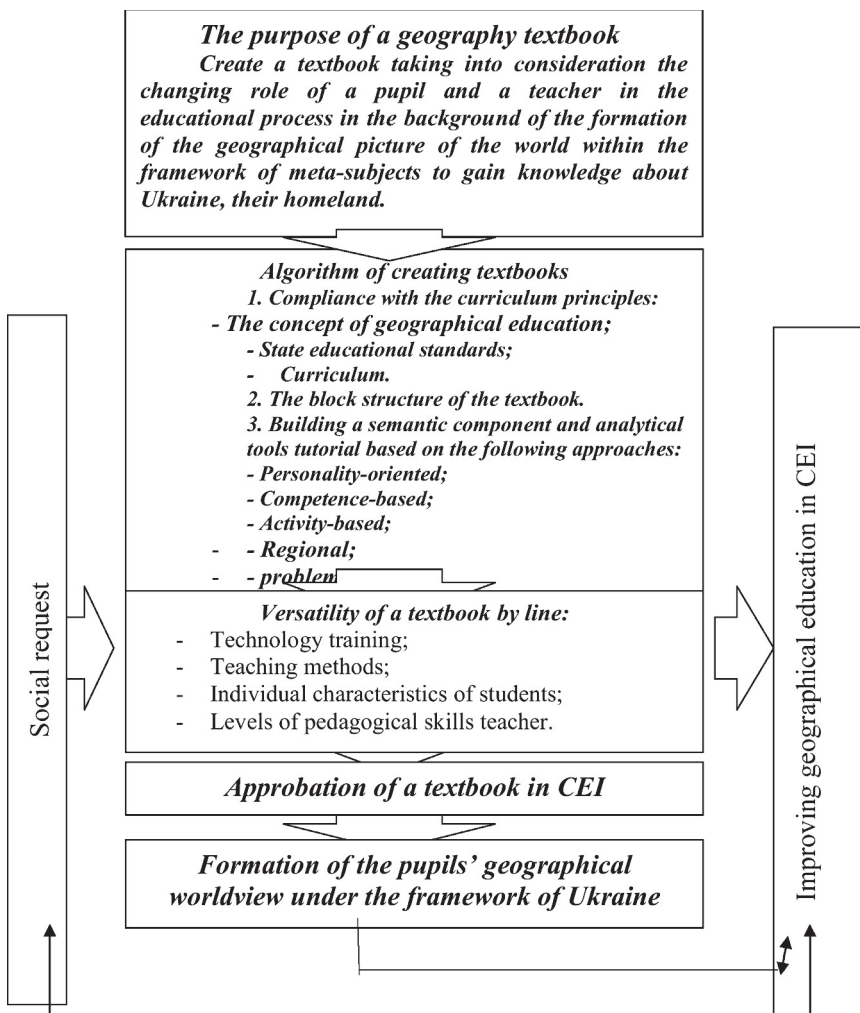 The purpose of a geography textbook
Create a textbook taking into consideration the
changing role of a pupil and a teacher in the
educational process in the background of the formation
of the geographical picture of the world within the
framework of meta-subjects to gain knowledge about
Ukraine, their homeland.
Algorithm of creating textbooks
1. Compliance with the curriculum principles:
- The concept of geographical education;
- State educational standards;
- Curriculum.
2. The block structure of the textbook.
3. Building a semantic component and analytical
tools tutorial based on the following approaches:
- Personality-oriented;
- Competence-based;
- Activity-based;
- - Regional;
- - problem
Versatility of a textbook by line:
- Technology training;
- Teaching methods;
- Individual characteristics of students;
- Levels of pedagogical skills teacher.
Approbation of a textbook in CEI
Formation of the pupils' geographical
worldview under the framework of Ukraine
Social request
Improving geographical education in CEI